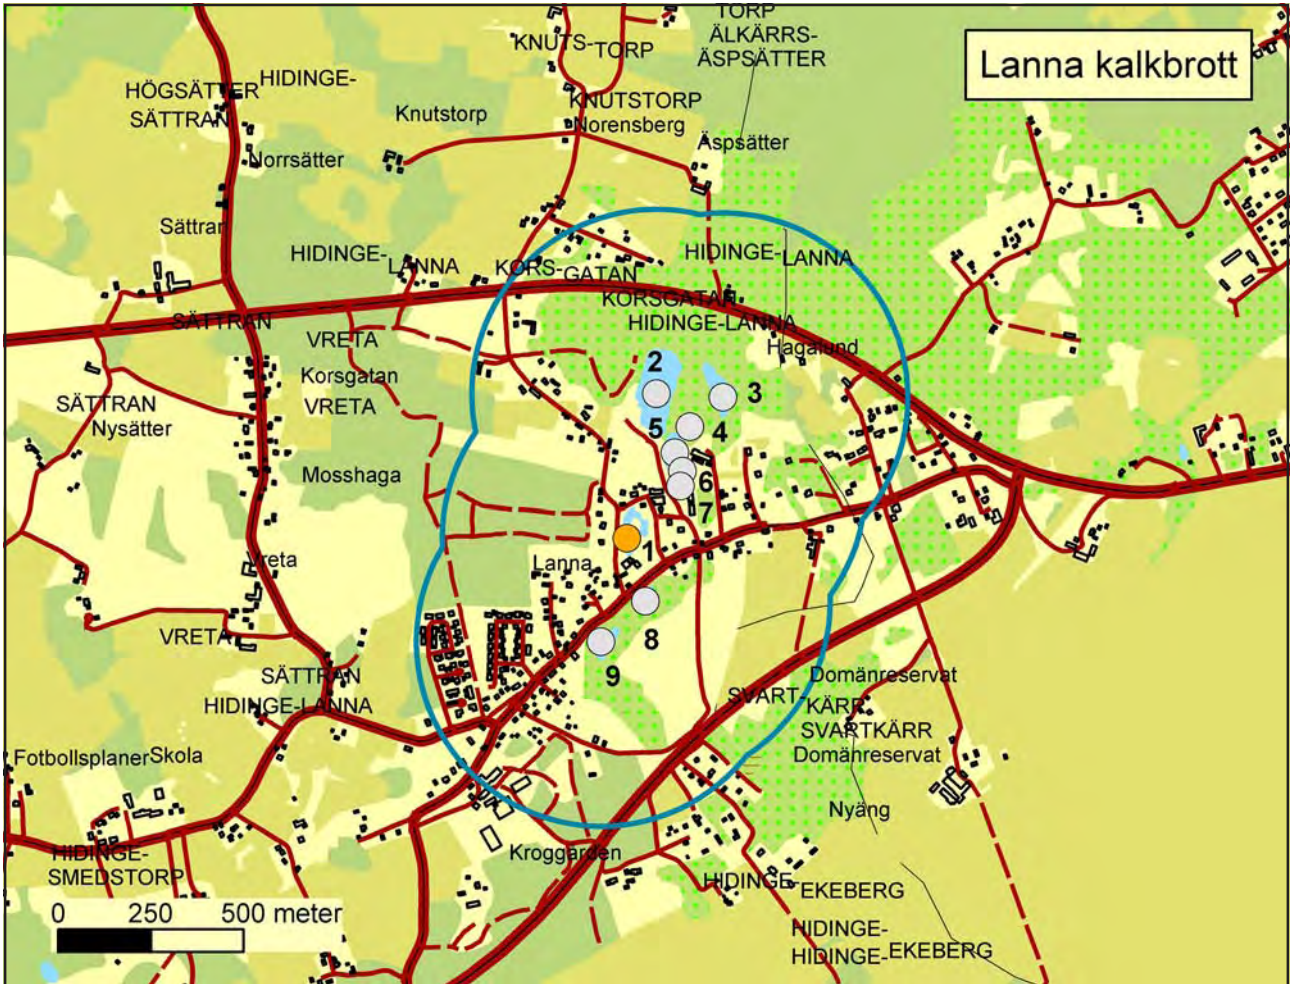 TORP
ÄLKÄRRS-
ÄSPSÄTTER
KNUTS-TORP
Lanna kalkbrott
HIDINGE-
HÖGSÄTTER
SÄTTRAN
KNUTSTORP
Norensberg
Knutstorp
Äspsätter
Norrsätter
Sättran
HIDINGE-LANNA
HIDINGE-LANNA
KORS-GATAN
KORSGATAN
HIDINGE-LANNA
SÄTTRAN
VRETA
Hagalund
Korsgatan
VRETA
SÄTTRAN
Nysätter
2
3
5
4
Mosshaga
6
7
1
Vreta
Lanna
8
VRETA
9
SÄTTRAN
HIDINGE-LANNA
Domänreservat
SVART-KÄRR
SVARTKÄRR
Domänreservat
Fotbollsplaner
Skola
Nyäng
Kroggården
HIDINGE-
SMEDSTORP
HIDINGE-EKEBERG
0 250 500 meter
HIDINGE-
HIDINGE-EKEBERG